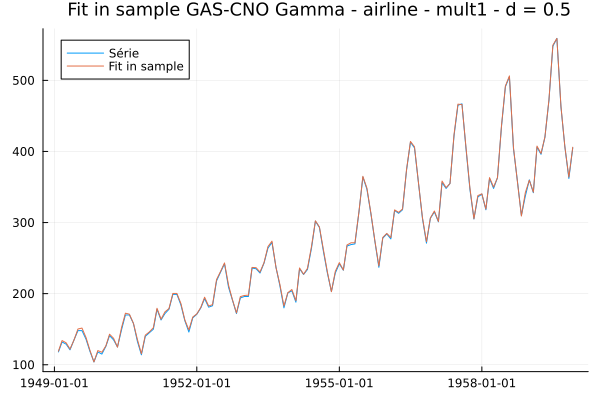 Fit in sample GAS-CNO Gamma - airline - mult1 - d = 0.5
Série
Fit in sample
500
400
300
200
100
1949-01-01 1952-01-01 1955-01-01 1958-01-01